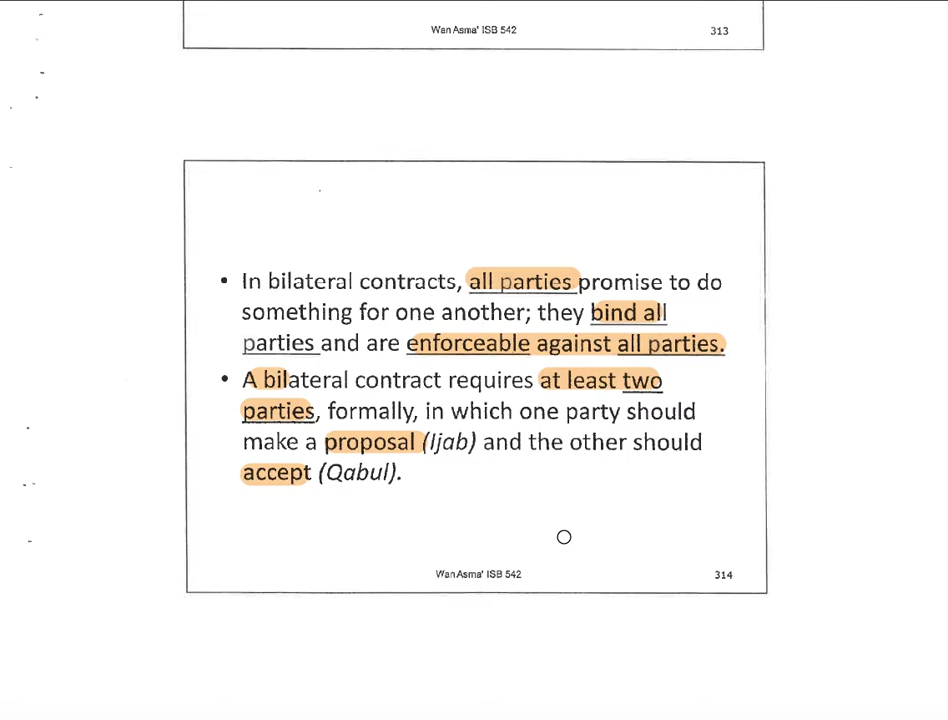 Wan Asma' ISB 542 313
• In bilateral contracts, all parties promise to do
something for one another; they bind all
parties and are enforceable against all parties.
• A bilateral contract requires at least two
parties, formally, in which one party should
make a proposal (Ijab) and the other should
accept (Qabul).
Wan Asma' ISB 542 314